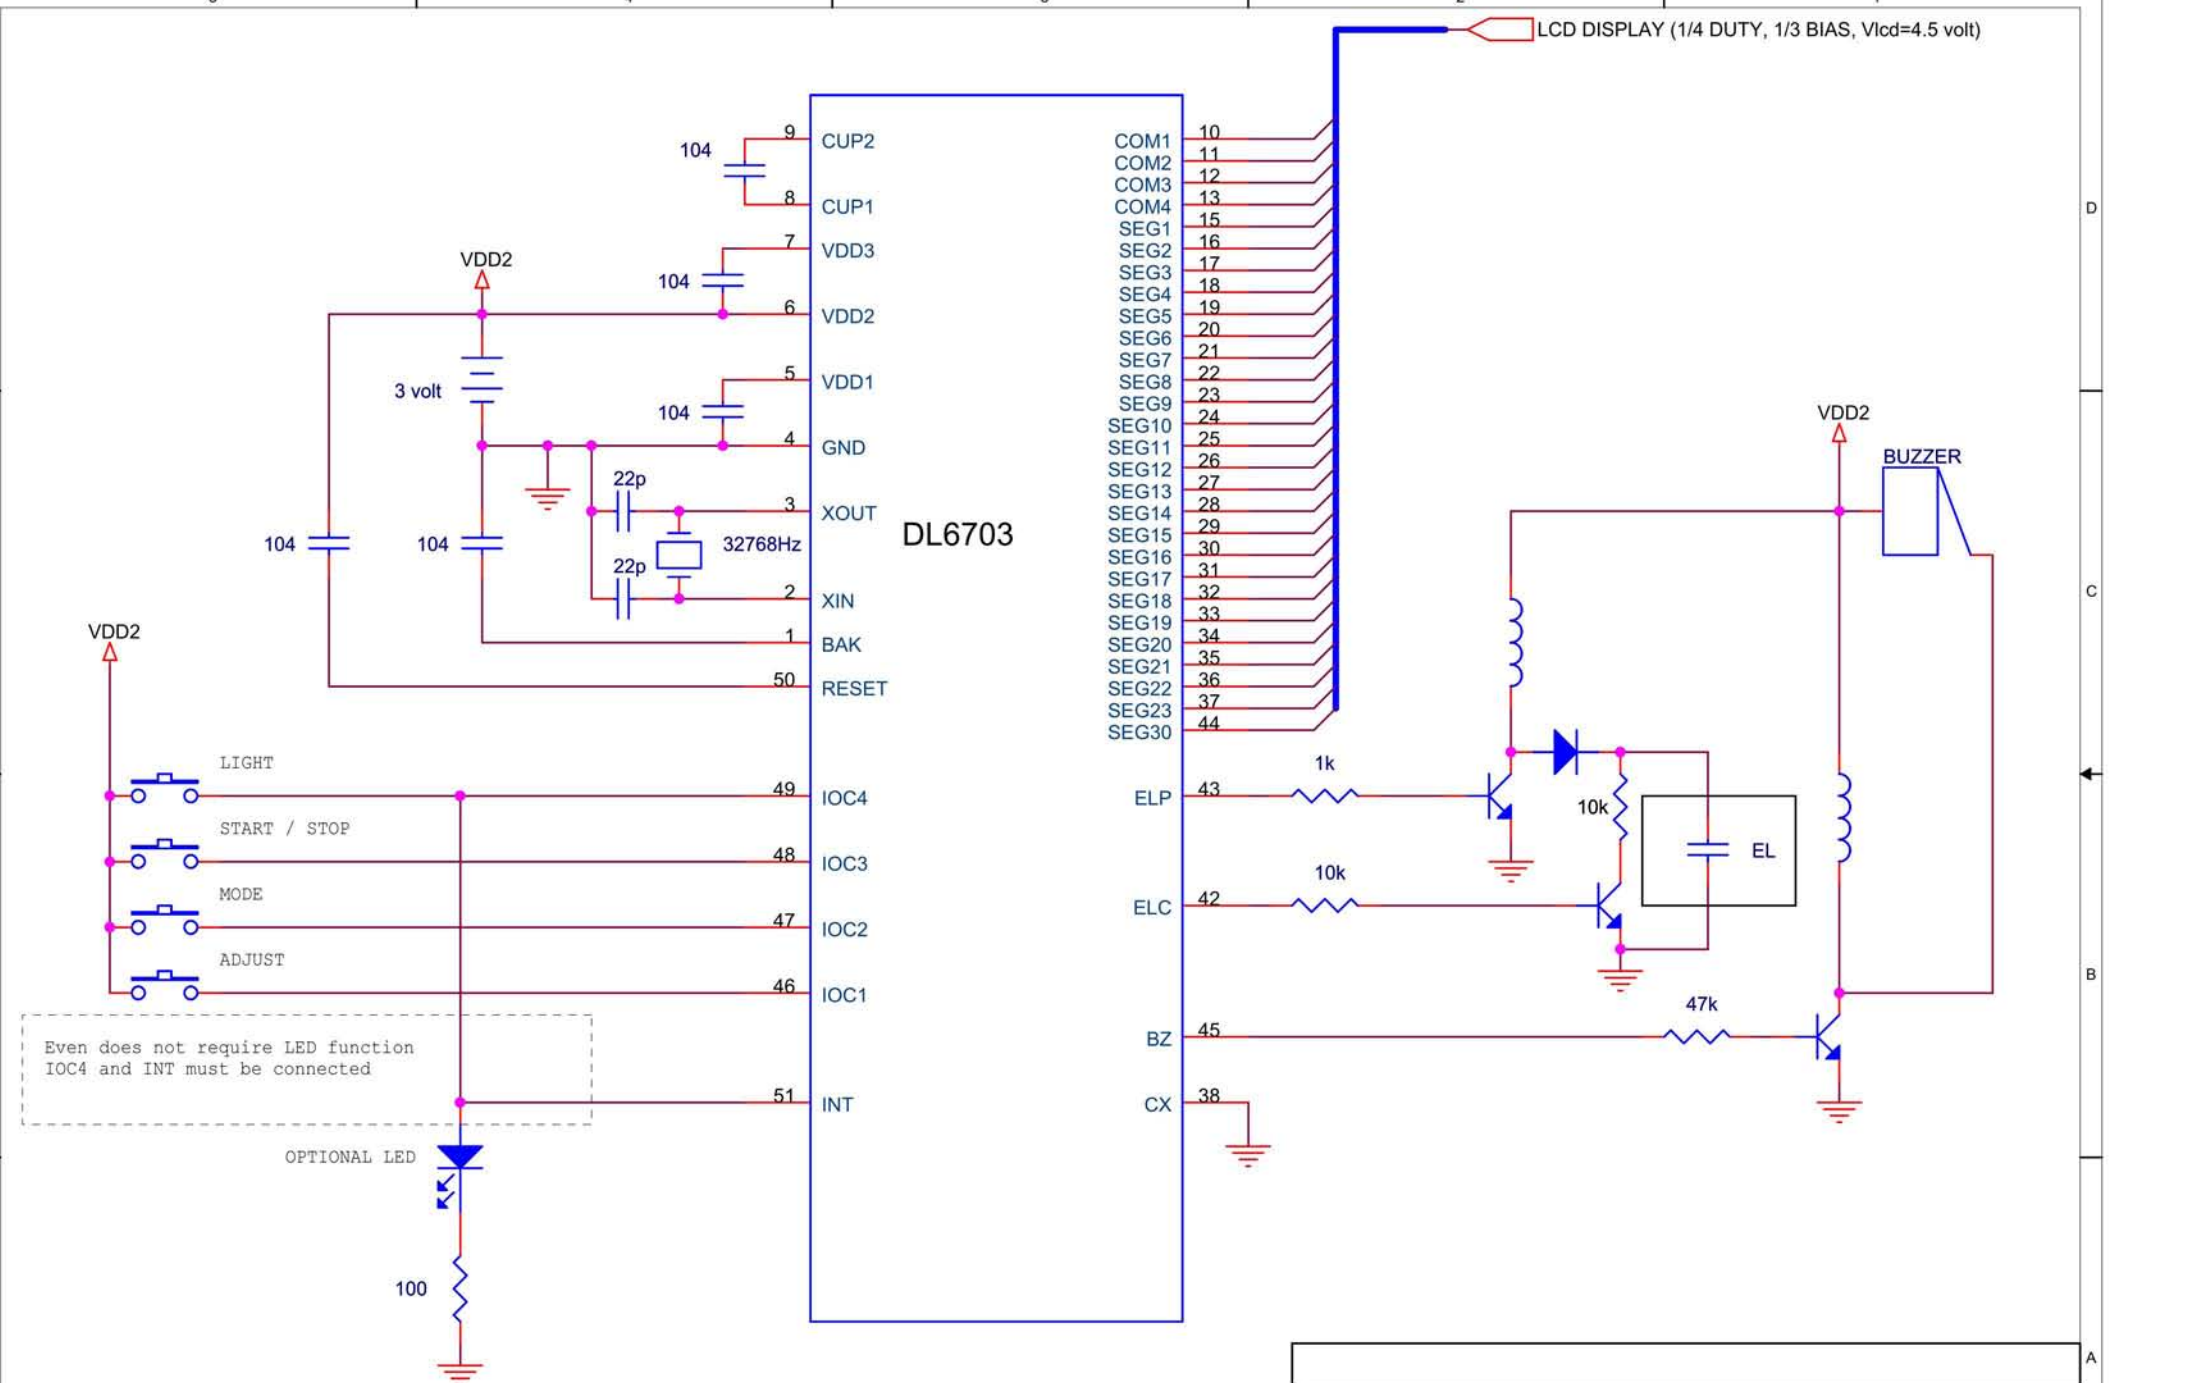 LCD DISPLAY (1/4 DUTY, 1/3 BIAS, Vlcd=4.5 volt)
9 CUP2
104
8 CUP1
7 VDD3
104
VDD2
6 VDD2
3 volt
5 VDD1
104
4 GND
22p
3 XOUT
32768Hz
104
104
22p
2 XIN
1 BAK
50 RESET
VDD2
DL6703
LIGHT
49 IOC4
START / STOP
48 IOC3
MODE
47 IOC2
ADJUST
46 IOC1
Even does not require LED function
IOC4 and INT must be connected
51 INT
OPTIONAL LED
100
COM1 10
COM2 11
COM3 12
COM4 13
SEG1 15
SEG2 16
SEG3 17
SEG4 18
SEG5 19
SEG6 20
SEG7 21
SEG8 22
SEG9 23
SEG10 24
SEG11 25
SEG12 26
SEG13 27
SEG14 28
SEG15 29
SEG16 30
SEG17 31
SEG18 32
SEG19 33
SEG20 34
SEG21 35
SEG22 36
SEG23 37
SEG30 44
ELP 43
1k
ELC 42
10k
10k
EL
BZ 45
47k
CX 38
VDD2
BUZZER
D
C
B
A